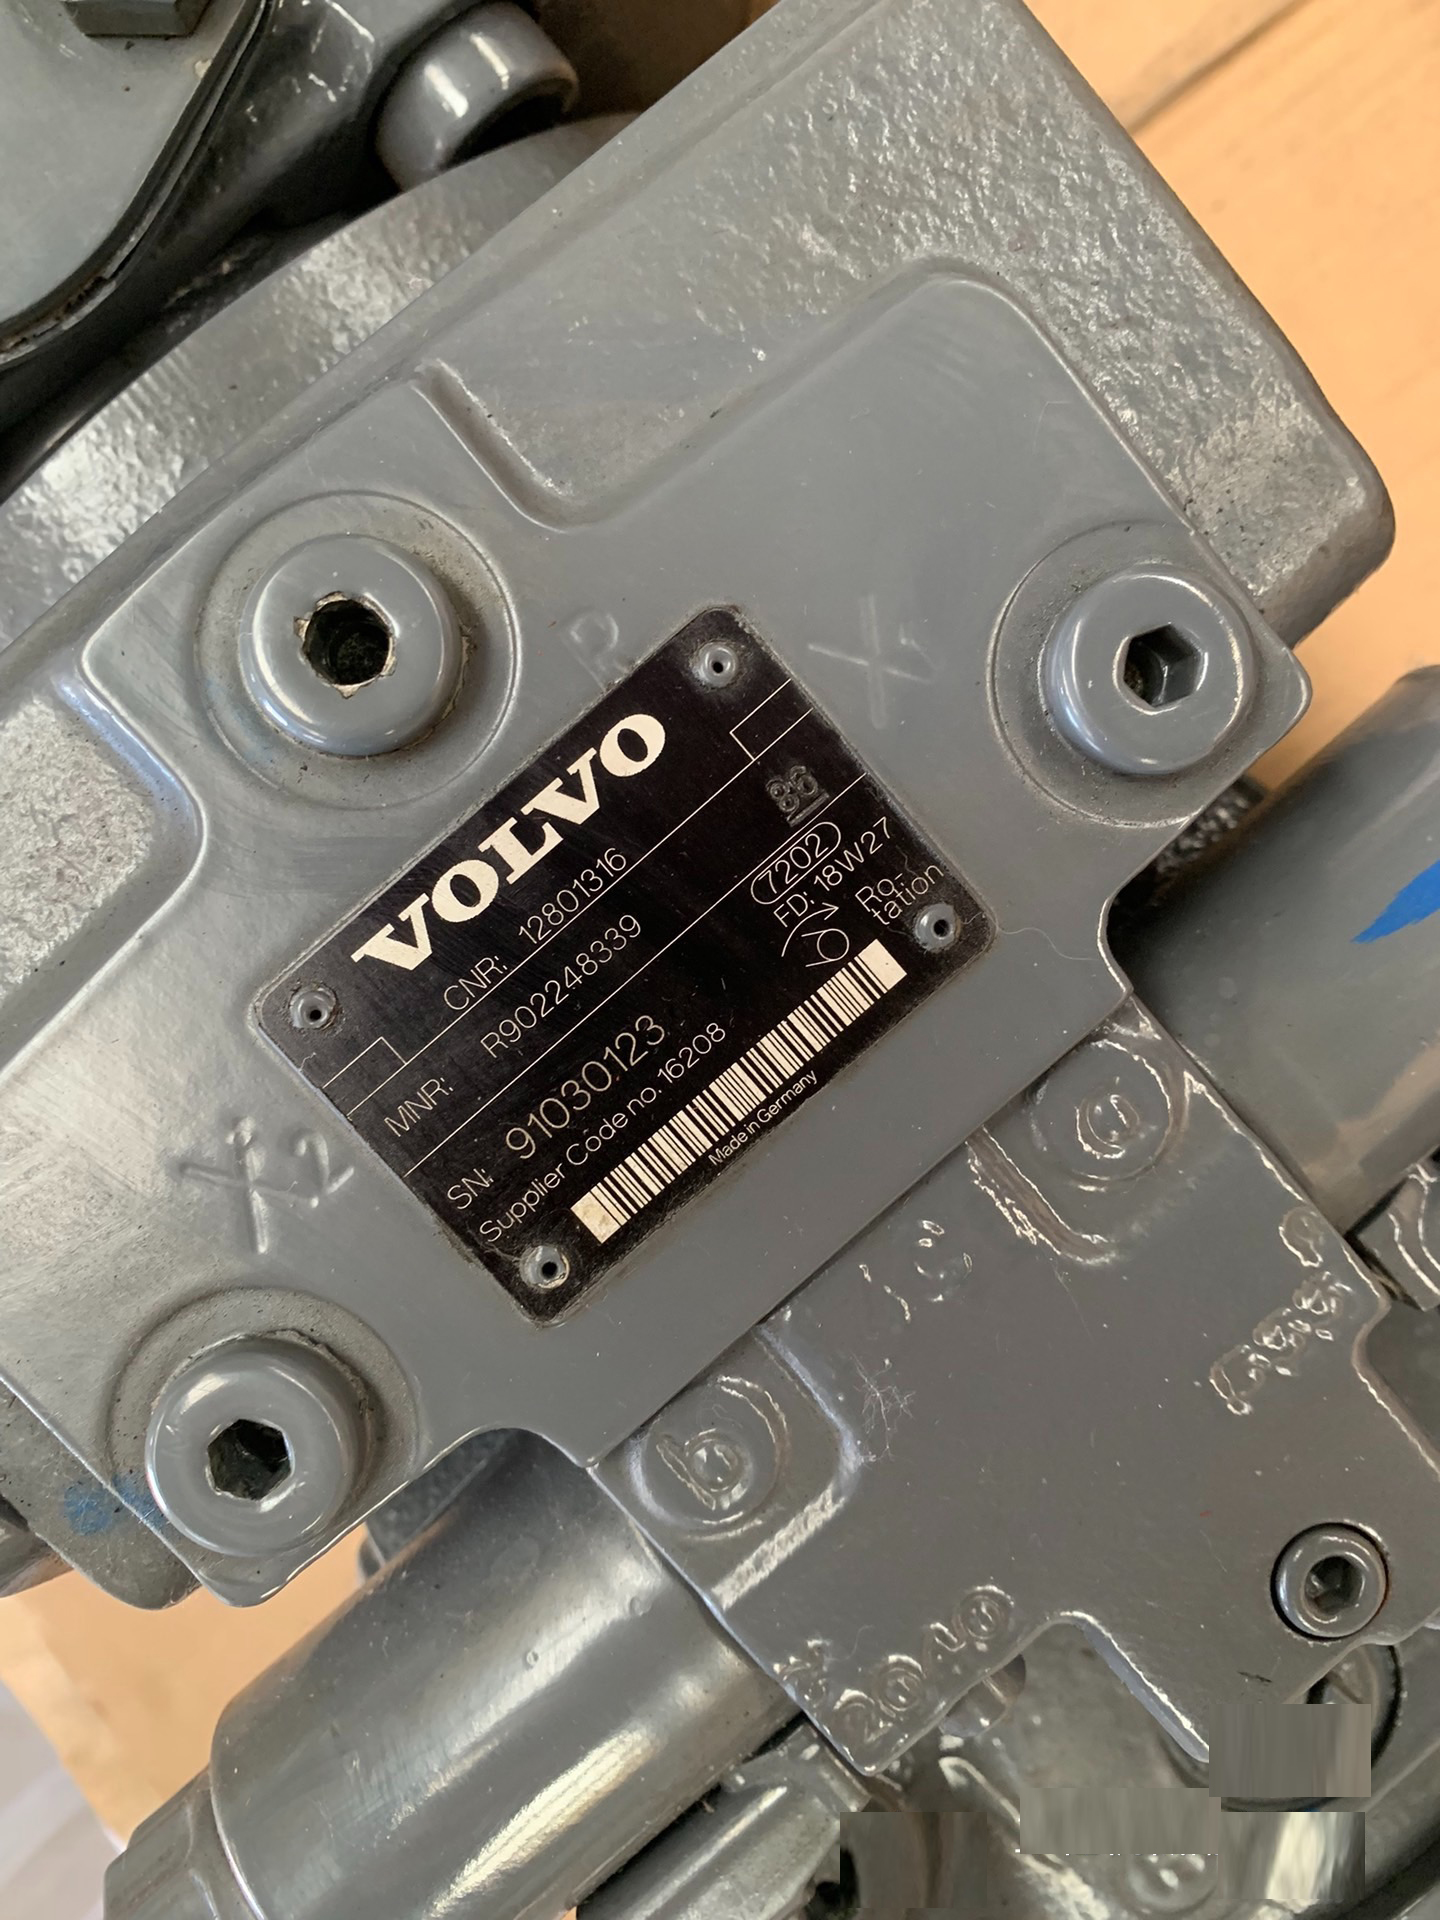 VOLVO
CNR: 12801316
86
MNR: R902248339
7202
SN: 91030123
FD: 18W27
Supplier Code no. 16208
Ro-
tation
Made in Germany
R
X
X2
b